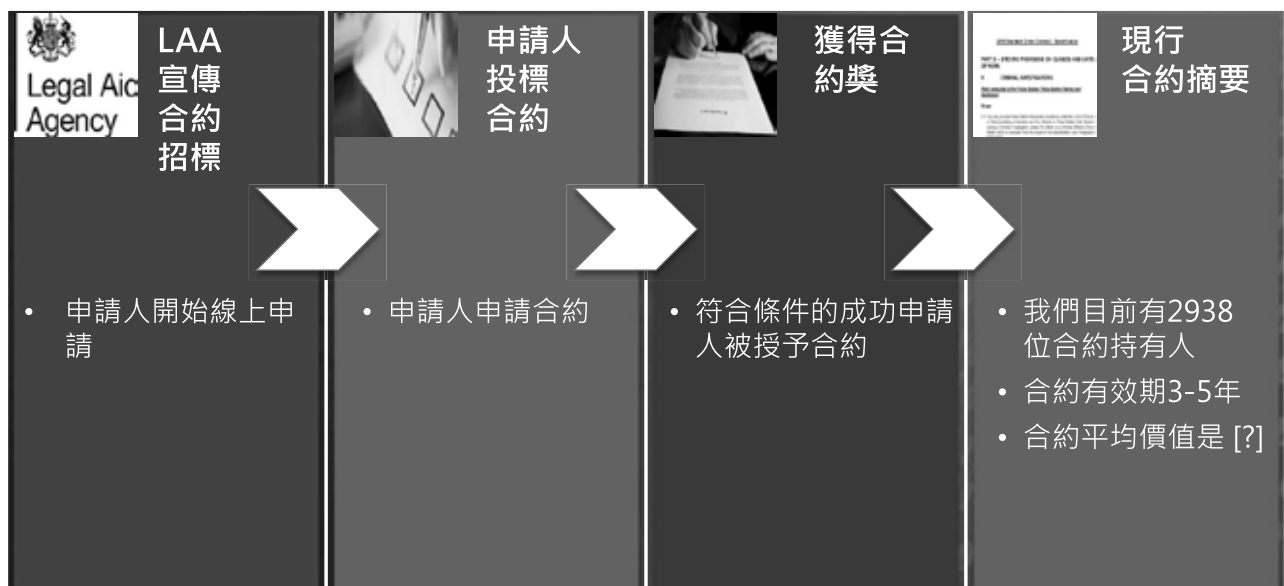 Legal Aic
Agency
LAA
宣傳
合約
招標
• 申請人開始線上申
請
申請人
投標
合約
• 申請人申請合約
獲得合
約獎
• 符合條件的成功申請
人被授予合約
現行
合約摘要
• 我們目前有2938
位合約持有人
• 合約有效期3-5年
• 合約平均價值是 [?]